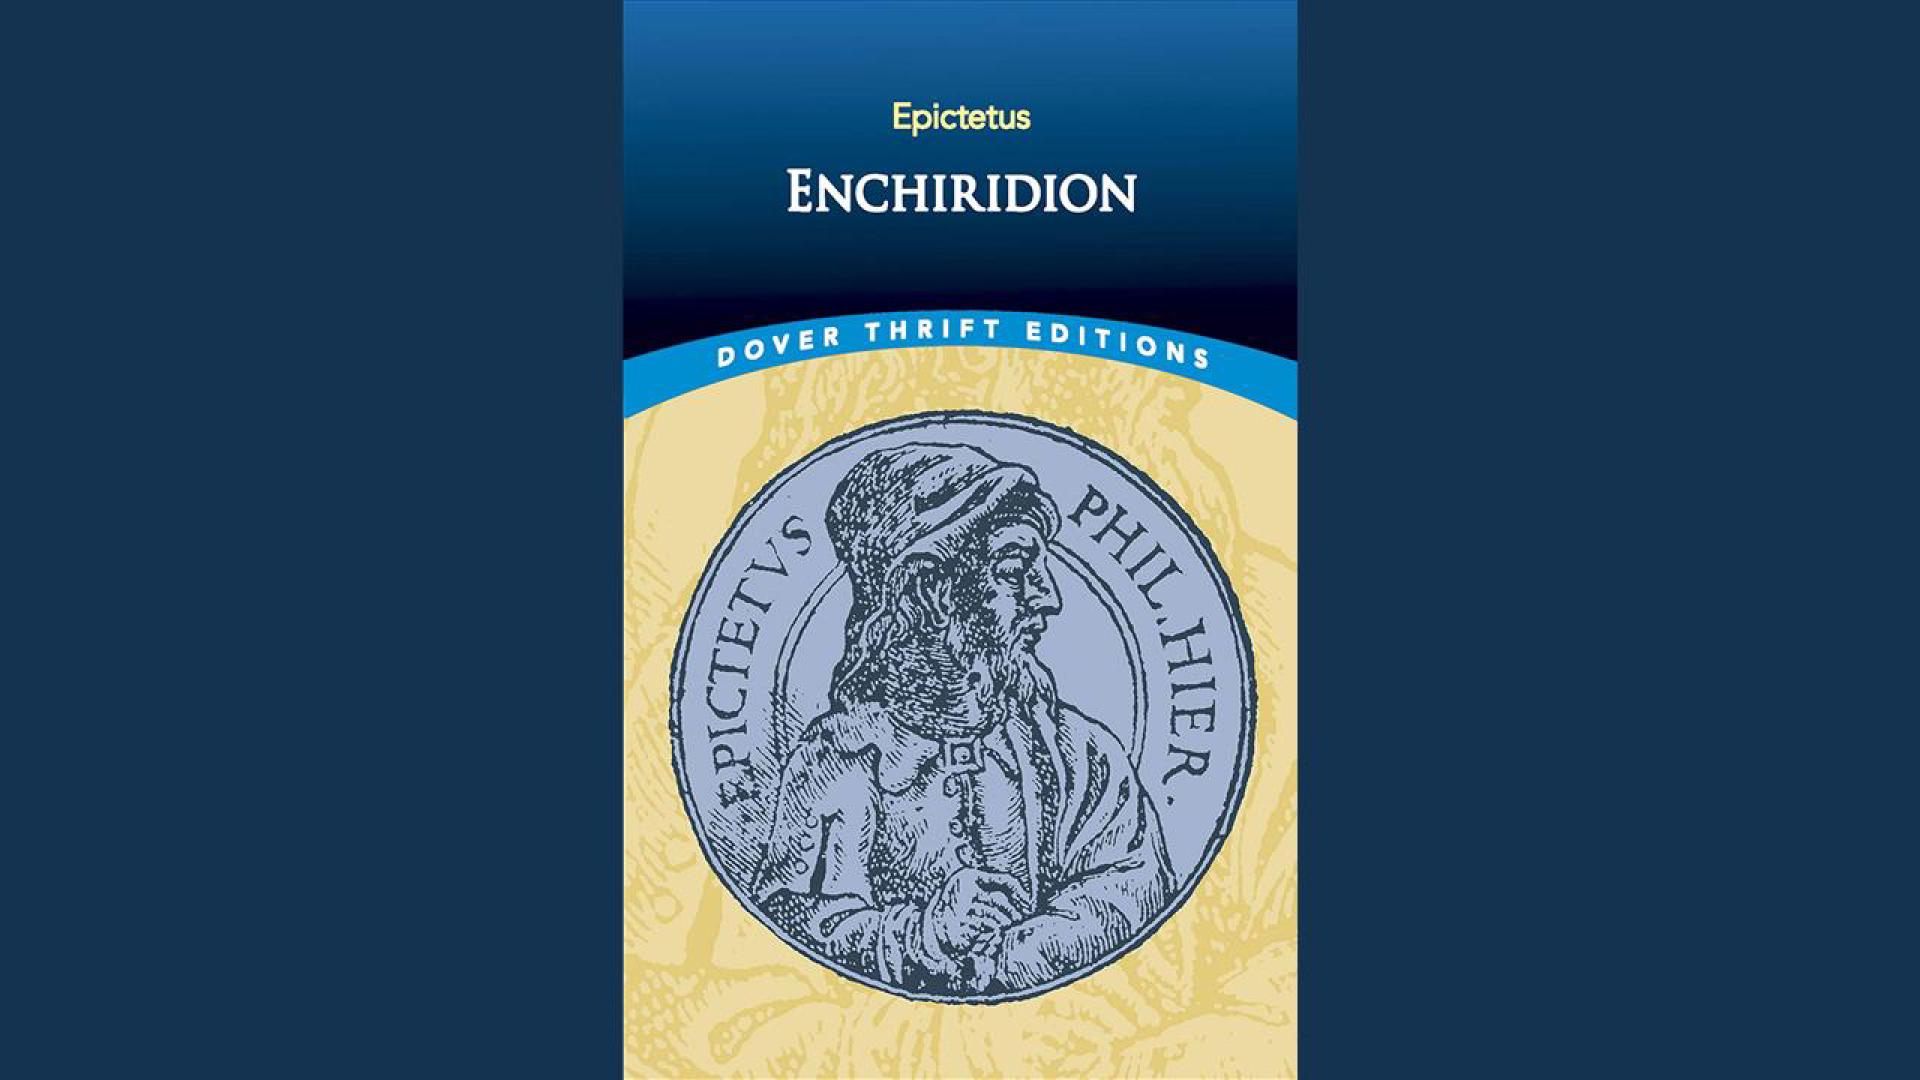 Epictetus
ENCHIRIDION
DOVER THRIFT EDITIONS
EPICTETVS
PHIL. HIER.